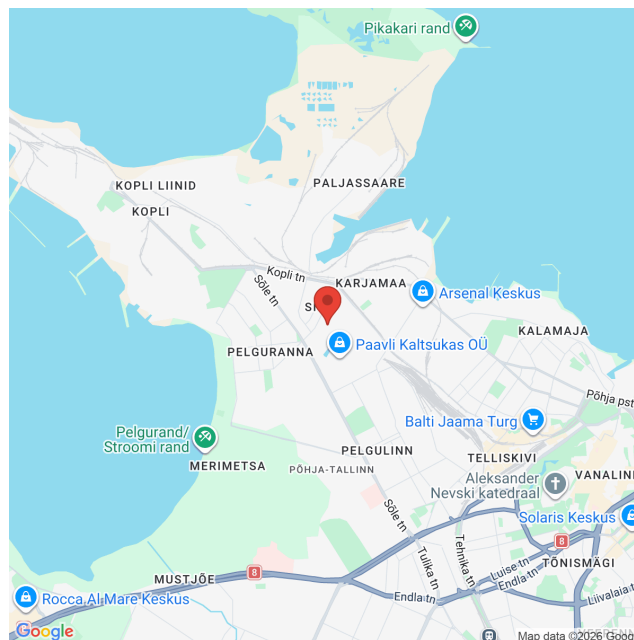 Pikakari rand
PALJASSAARE
KOPLI LIINID
KOPLI
Kopli tn
Sõle tn
KARJAMAA
Arsenal Keskus
KALAMAJA
PELGURANNA
Paavli Kaltsukas OÜ
Põhja pst
Balti Jaama Turg
Pelgurand/
Stroomi rand
MERIMETSA
PELGULINN
PÕHJA-TALLINN
TELLISKIVI
VANALINN
Aleksander
Nevski katedraal
Sõle tn
Solaris Keskus
8
TÕNISMÄGI
Tulika tn
Tehnika tn
Luise tn
Endla tn
MUSTJÕE
8
Rocca Al Mare Keskus
Endla tn
Liivalaia
Google
Map data ©2026 Goo